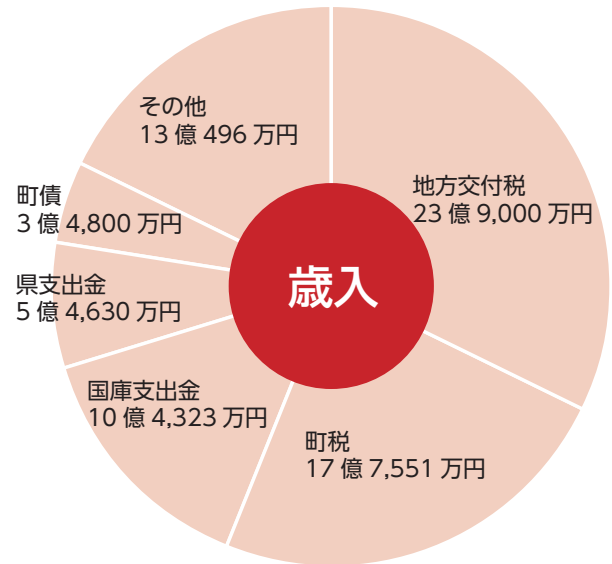 歳入
地方交付税
23 億 9,000 万円
町税
17 億 7,551 万円
国庫支出金
10 億 4,323 万円
県支出金
5 億 4,630 万円
町債
3 億 4,800 万円
その他
13 億 496 万円